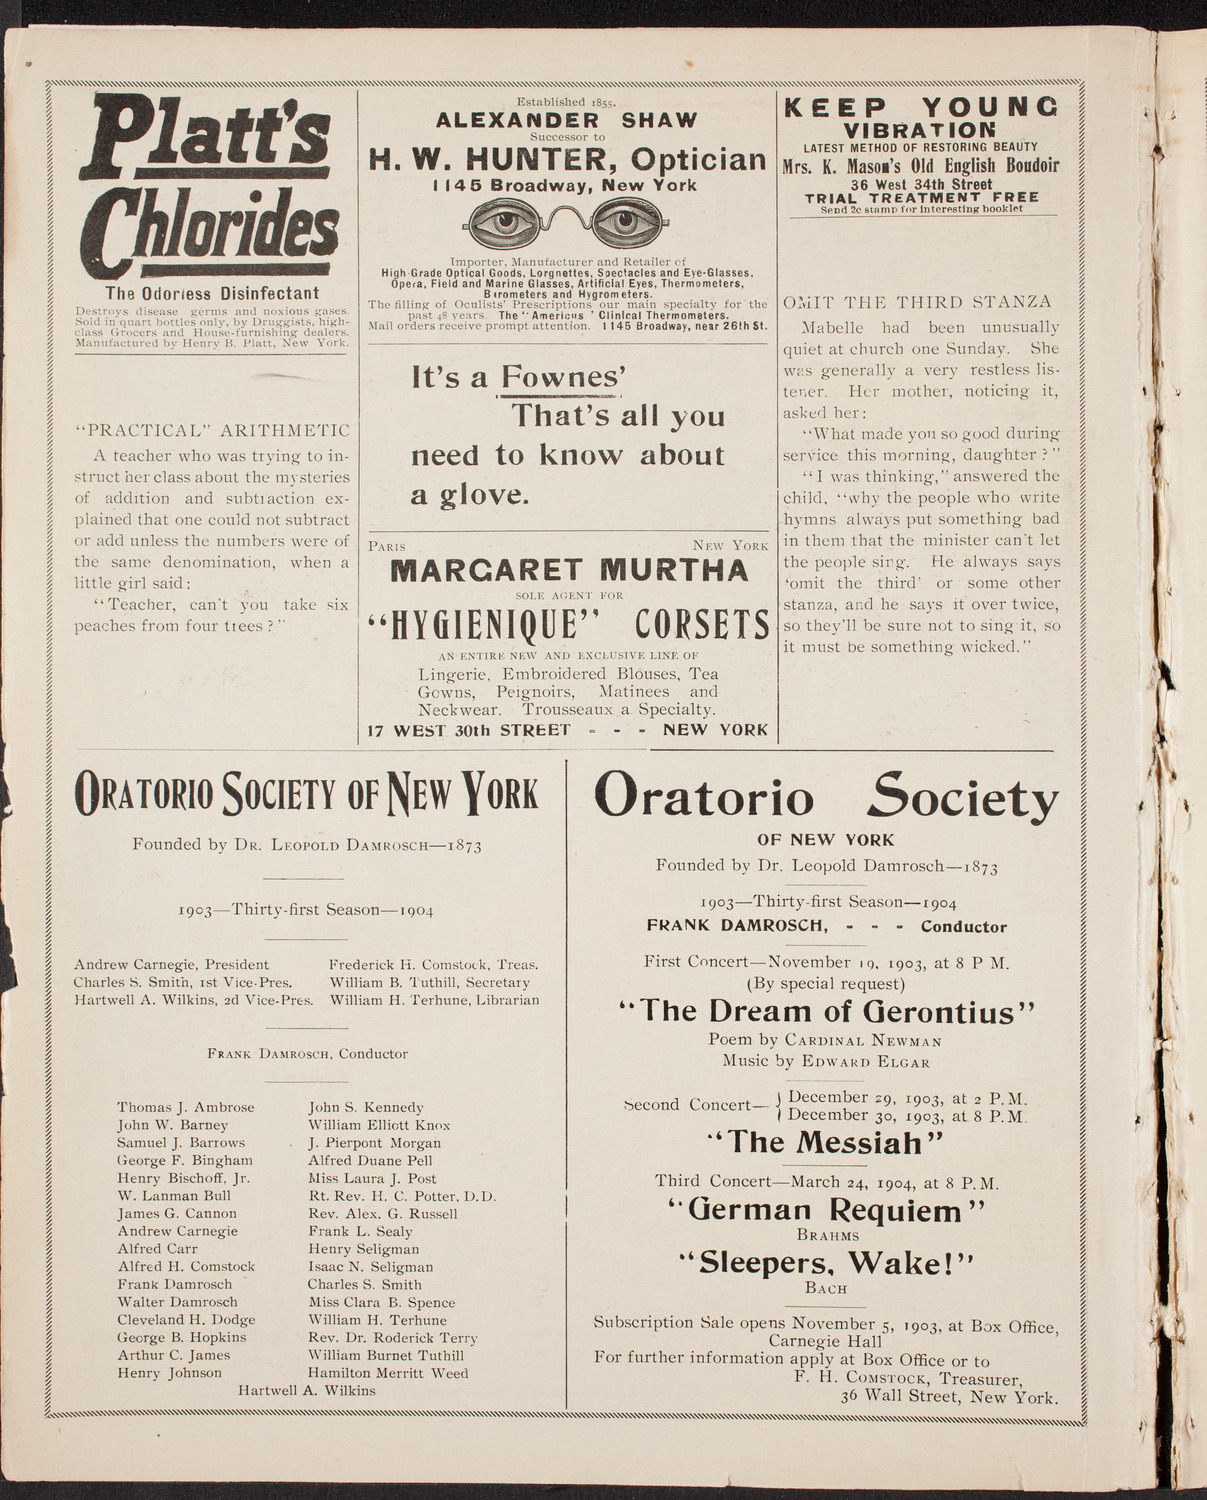 Platt's
Chlorides
The Odorless Disinfectant
Destroys disease germs and noxious gases.
Sold in quart bottles only, by Druggists, high-
class Grocers and House-furnishing dealers.
Manufactured by Henry B. Platt, New York.
"PRACTICAL" ARITHMETIC
A teacher who was trying to in-
struct her class about the mysteries
of addition and subtraction ex-
plained that one could not subtract
or add unless the numbers were of
the same denomination, when a
little girl said:
"Teacher, can't you take six
peaches from four trees?"
Established 1855.
ALEXANDER SHAW
Successor to
H. W. HUNTER, Optician
1145 Broadway, New York
Importer, Manufacturer and Retailer of
High-Grade Optical Goods, Lorgnettes, Spectacles and Eye-Glasses,
Opera, Field and Marine Glasses, Artificial Eyes, Thermometers,
Barometers and Hygrometers.
The filling of Oculists' Prescriptions our main specialty for the
past 48 years. The "Americus" Clinical Thermometers.
Mail orders receive prompt attention. 1145 Broadway, near 26th St.
It's a Fownes'
That's all you
need to know about
a glove.
PARIS NEW YORK
MARGARET MURTHA
SOLE AGENT FOR
"HYGIENIQUE" CORSETS
AN ENTIRE NEW AND EXCLUSIVE LINE OF
Lingerie, Embroidered Blouses, Tea
Gowns, Peignoirs, Matinees and
Neckwear. Trousseaux a Specialty.
17 WEST 30th STREET - - - NEW YORK
KEEP YOUNG
VIBRATION
LATEST METHOD OF RESTORING BEAUTY
Mrs. K. Mason's Old English Boudoir
36 West 34th Street
TRIAL TREATMENT FREE
Send 2c stamp for interesting booklet
OMIT THE THIRD STANZA
Mabelle had been unusually
quiet at church one Sunday. She
was generally a very restless lis-
tener. Her mother, noticing it,
asked her:
"What made you so good during
service this morning, daughter?"
"I was thinking," answered the
child, "why the people who write
hymns always put something bad
in them that the minister can't let
the people sing. He always says
'omit the third' or some other
stanza, and he says it over twice,
so they'll be sure not to sing it, so
it must be something wicked."
ORATORIO SOCIETY OF NEW YORK
Founded by DR. LEOPOLD DAMROSCH—1873
1903—Thirty-first Season—1904
Andrew Carnegie, President
Charles S. Smith, 1st Vice-Pres.
Hartwell A. Wilkins, 2d Vice-Pres.
Frederick H. Comstock, Treas.
William B. Tuthill, Secretary
William H. Terhune, Librarian
FRANK DAMROSCH, Conductor
Thomas J. Ambrose
John W. Barney
Samuel J. Barrows
George F. Bingham
Henry Bischoff, Jr.
W. Lanman Bull
James G. Cannon
Andrew Carnegie
Alfred Carr
Alfred H. Comstock
Frank Damrosch
Walter Damrosch
Cleveland H. Dodge
George B. Hopkins
Arthur C. James
Henry Johnson
John S. Kennedy
William Elliott Knox
J. Pierpont Morgan
Alfred Duane Pell
Miss Laura J. Post
Rt. Rev. H. C. Potter, D.D.
Rev. Alex. G. Russell
Frank L. Sealy
Henry Seligman
Isaac N. Seligman
Charles S. Smith
Miss Clara B. Spence
William H. Terhune
Rev. Dr. Roderick Terry
William Burnet Tuthill
Hamilton Merritt Weed
Hartwell A. Wilkins
Oratorio Society
OF NEW YORK
Founded by Dr. Leopold Damrosch—1873
1903—Thirty-first Season—1904
FRANK DAMROSCH, - - - Conductor
First Concert—November 19, 1903, at 8 P M.
(By special request)
"The Dream of Gerontius"
Poem by CARDINAL NEWMAN
Music by EDWARD ELGAR
Second Concert— { December 29, 1903, at 2 P.M.
{ December 30, 1903, at 8 P.M.
"The Messiah"
Third Concert—March 24, 1904, at 8 P.M.
"German Requiem"
BRAHMS
"Sleepers, Wake!"
BACH
Subscription Sale opens November 5, 1903, at Box Office,
Carnegie Hall
For further information apply at Box Office or to
F. H. COMSTOCK, Treasurer,
36 Wall Street, New York.